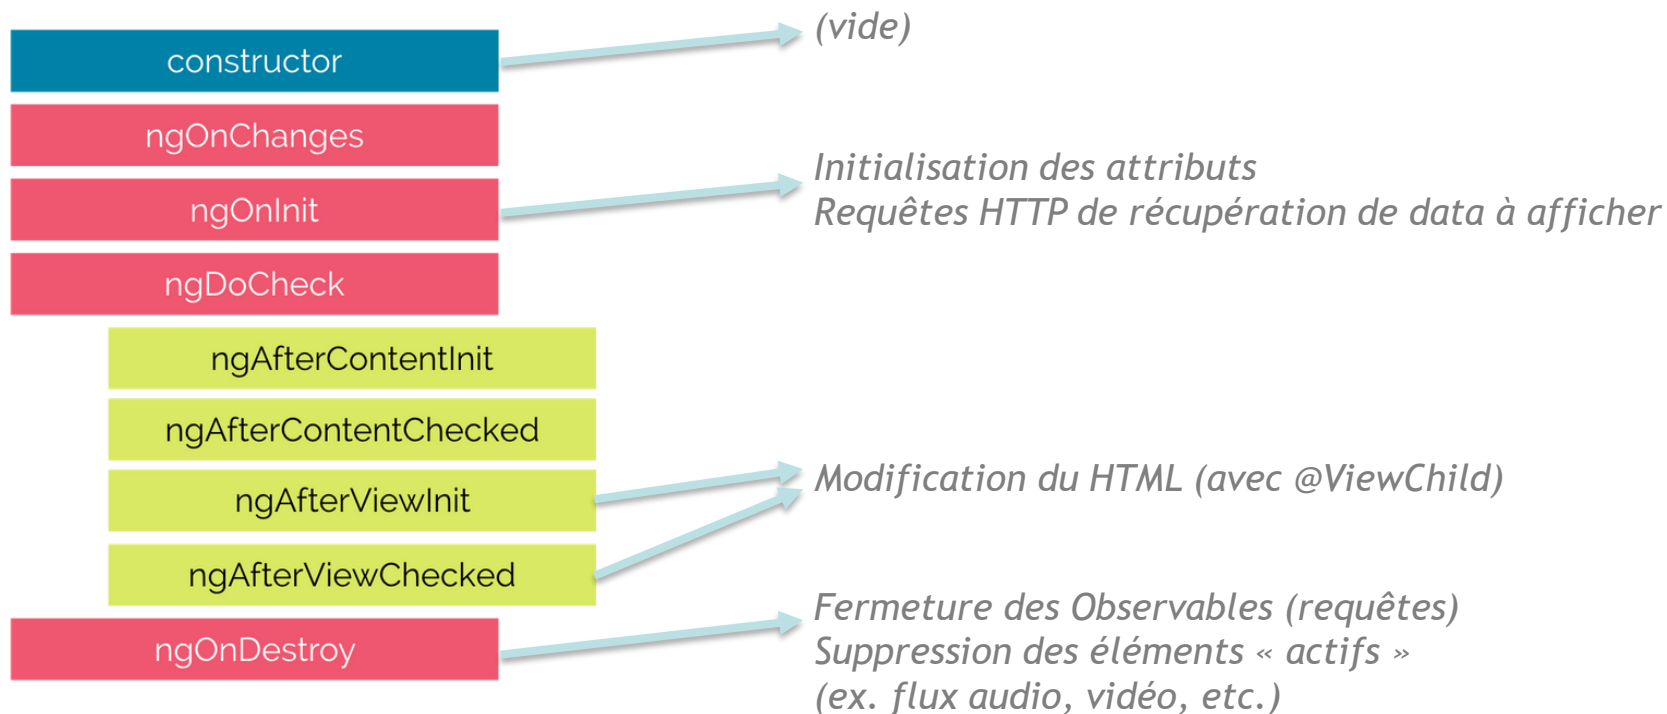 constructor
(vide)
ngOnChanges
ngOnInit
Initialisation des attributs
Requêtes HTTP de récupération de data à afficher
ngDoCheck
ngAfterContentInit
ngAfterContentChecked
ngAfterViewInit
Modification du HTML (avec @ViewChild)
ngAfterViewChecked
ngOnDestroy
Fermeture des Observables (requêtes)
Suppression des éléments « actifs »
(ex. flux audio, vidéo, etc.)